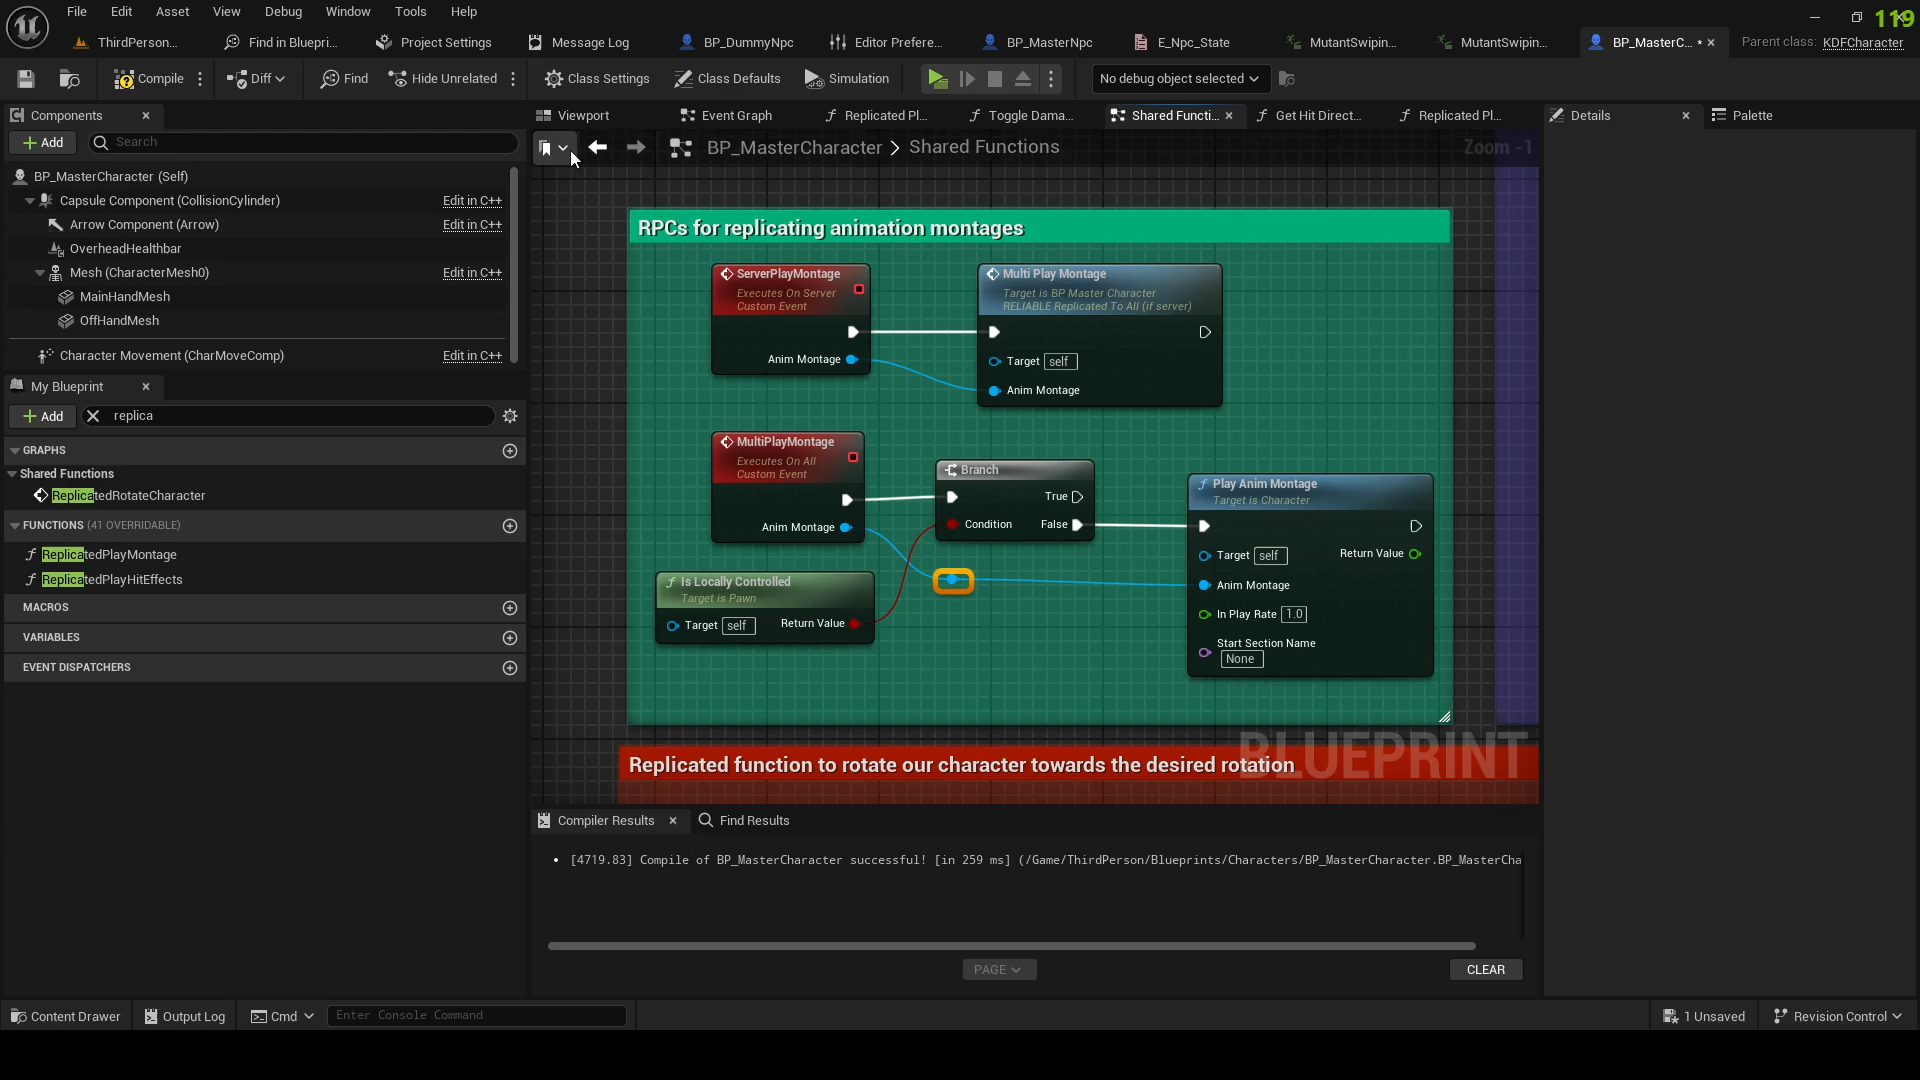 File Edit Asset View Debug Window Tools Help
119
ThirdPerson... Find in Bluepri... Project Settings Message Log BP_DummyNpc Editor Prefere... BP_MasterNpc E_Npc_State MutantSwipin... MutantSwipin... BP_MasterC... * Parent class: KDFCharacter
Compile Diff Find Hide Unrelated Class Settings Class Defaults Simulation No debug object selected
Components
Viewport Event Graph Replicated Pl... Toggle Dama... Shared Functi... Get Hit Direct... Replicated Pl... Details Palette
Add Search
BP_MasterCharacter > Shared Functions Zoom -1
BP_MasterCharacter (Self)
Capsule Component (CollisionCylinder) Edit in C++
Arrow Component (Arrow) Edit in C++
OverheadHealthbar
Mesh (CharacterMesh0) Edit in C++
MainHandMesh
OffHandMesh
Character Movement (CharMoveComp) Edit in C++
My Blueprint
Add replica
GRAPHS
Shared Functions
ReplicatedRotateCharacter
FUNCTIONS (41 OVERRIDABLE)
ReplicatedPlayMontage
ReplicatedPlayHitEffects
MACROS
VARIABLES
EVENT DISPATCHERS
RPCs for replicating animation montages
ServerPlayMontage
Executes On Server
Custom Event
Anim Montage
Multi Play Montage
Target is BP Master Character
RELIABLE Replicated To All (if server)
Target self
Anim Montage
MultiPlayMontage
Executes On All
Custom Event
Anim Montage
Branch
True
Condition False
Is Locally Controlled
Target is Pawn
Target self Return Value
Play Anim Montage
Target is Character
Target self Return Value
Anim Montage
In Play Rate 1.0
Start Section Name
None
BLUEPRINT
Replicated function to rotate our character towards the desired rotation
Compiler Results Find Results
[4719.83] Compile of BP_MasterCharacter successful! [in 259 ms] (/Game/ThirdPerson/Blueprints/Characters/BP_MasterCharacter.BP_MasterCha
PAGE CLEAR
Content Drawer Output Log Cmd Enter Console Command 1 Unsaved Revision Control